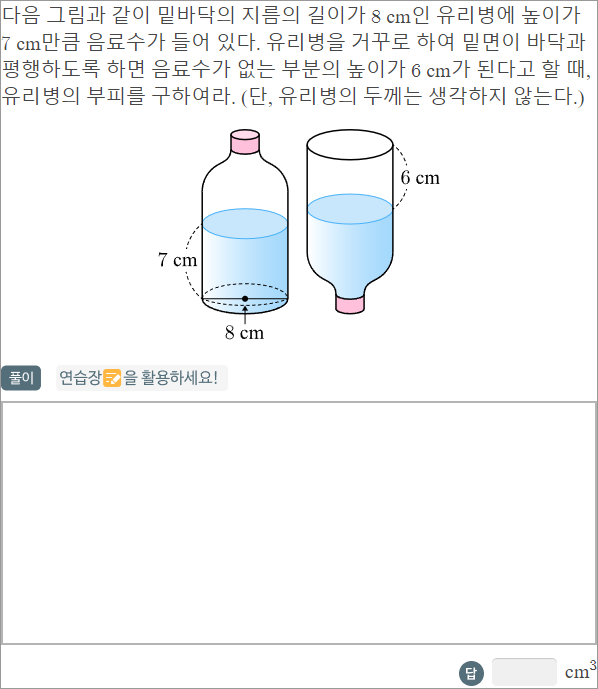 다음 그림과 같이 밑바닥의 지름의 길이가 8 cm인 유리병에 높이가
7 cm만큼 음료수가 들어 있다. 유리병을 거꾸로 하여 밑면이 바닥과
평행하도록 하면 음료수가 없는 부분의 높이가 6 cm가 된다고 할 때,
유리병의 부피를 구하여라. (단, 유리병의 두께는 생각하지 않는다.)
6 cm
7 cm
8 cm
풀이 연습장을 활용하세요!
답 cm³